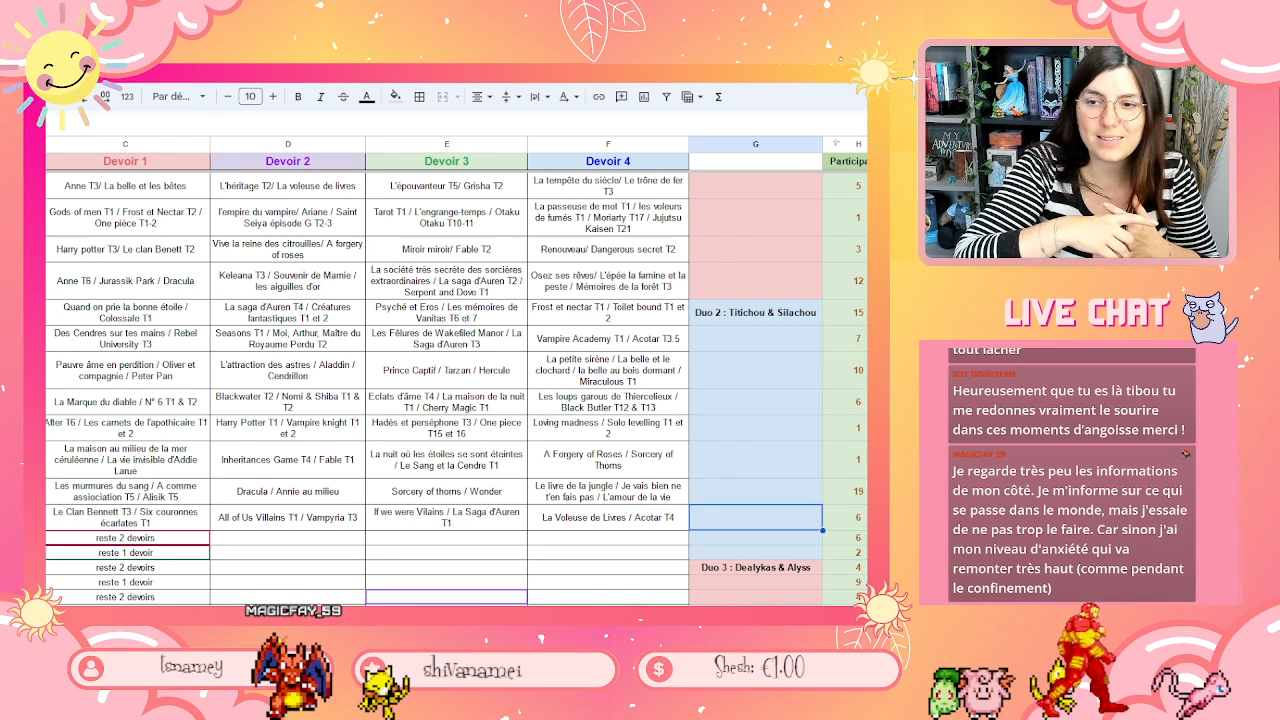 .00 123 Par dé... 10 B I A
C D E F G H
Devoir 1 Devoir 2 Devoir 3 Devoir 4 Participa
Anne T3/ La belle et les bêtes
L'héritage T2/ La voleuse de livres
L'épouvanteur T5/ Grisha T2
La tempête du siècle/ Le trône de fer
T3
5
Gods of men T1 / Frost et Nectar T2 /
One pièce T1-2
l'empire du vampire/ Ariane / Saint
Seiya épisode G T2-3
Tarot T1 / L'engrange-temps / Otaku
Otaku T10-11
La passeuse de mot T1 / les voleurs
de fumés T1 / Moriarty T17 / Jujutsu
Kaisen T21
1
Harry potter T3/ Le clan Benett T2
Vive la reine des citrouilles/ A forgery
of roses
Miroir miroir/ Fable T2
Renouveau/ Dangerous secret T2
3
Anne T6 / Jurassik Park / Dracula
Keleana T3 / Souvenir de Mamie /
les aiguilles d'or
La société très secrète des sorcières
extraordinaires / La saga d'Auren T2 /
Serpent and Dove T1
Osez ses rêves/ L'épée la famine et la
peste / Mémoires de la forêt T3
12
Quand on prie la bonne étoile /
Colossale T1
La saga d'Auren T4 / Créatures
fantastiques T1 et 2
Psyché et Eros / Les mémoires de
Vanitas T6 et 7
Frost et nectar T1 / Toilet bound T1 et
2
Duo 2 : Titichou & Silachou
15
Des Cendres sur tes mains / Rebel
University T3
Seasons T1 / Moi, Arthur, Maître du
Royaume Perdu T2
Les Fêlures de Wakefiled Manor / La
Saga d'Auren T3
Vampire Academy T1 / Acotar T3.5
7
Pauvre âme en perdition / Oliver et
compagnie / Peter Pan
L'attraction des astres / Aladdin /
Cendrillon
Prince Captif / Tarzan / Hercule
La petite sirène / La belle et le
clochard / la belle au bois dormant /
Miraculous T1
10
La Marque du diable / N° 6 T1 & T2
Blackwater T2 / Nomi & Shiba T1 &
T2
Eclats d'âme T4 / La maison de la nuit
T1 / Cherry Magic T1
Les loups garous de Thiercelieux /
Black Butler T12 & T13
6
After T6 / Les carnets de l'apothicaire T1
et 2
Harry Potter T1 / Vampire knight T1
et 2
Hadès et perséphone T3 / One piece
T15 et 16
Loving madness / Solo levelling T1 et
2
1
La maison au milieu de la mer
céruléenne / La vie invisible d'Addie
Larue
Inheritances Game T4 / Fable T1
La nuit où les étoiles se sont éteintes
/ Le Sang et la Cendre T1
A Forgery of Roses / Sorcery of
Thorns
1
Les murmures du sang / A comme
assiociation T5 / Alisik T5
Dracula / Annie au milieu
Sorcery of thorns / Wonder
Le livre de la jungle / Je vais bien ne
t'en fais pas / L'amour de la vie
19
Le Clan Bennett T3 / Six couronnes
écarlates T1
All of Us Villains T1 / Vampyria T3
If we were Vilains / La Saga d'Auren
T1
La Voleuse de Livres / Acotar T4
6
reste 2 devoirs 6
reste 1 devoir 2
reste 2 devoirs Duo 3 : Dealykas & Alyss 4
reste 1 devoir 9
reste 2 devoirs
MY
ADVENTURE
LIVE CHAT
tout lacher
Heureusement que tu es là tibou tu
me redonnes vraiment le sourire
dans ces moments d'angoisse merci !
MAGICFAY_59
Je regarde très peu les informations
de mon côté. Je m'informe sur ce qui
se passe dans le monde, mais j'essaie
de ne pas trop le faire. Car sinon j'ai
mon niveau d'anxiété qui va
remonter très haut (comme pendant
le confinement)
MAGICFAY_59
tsnamey
shiVanamei
$ Shesh: €1.00